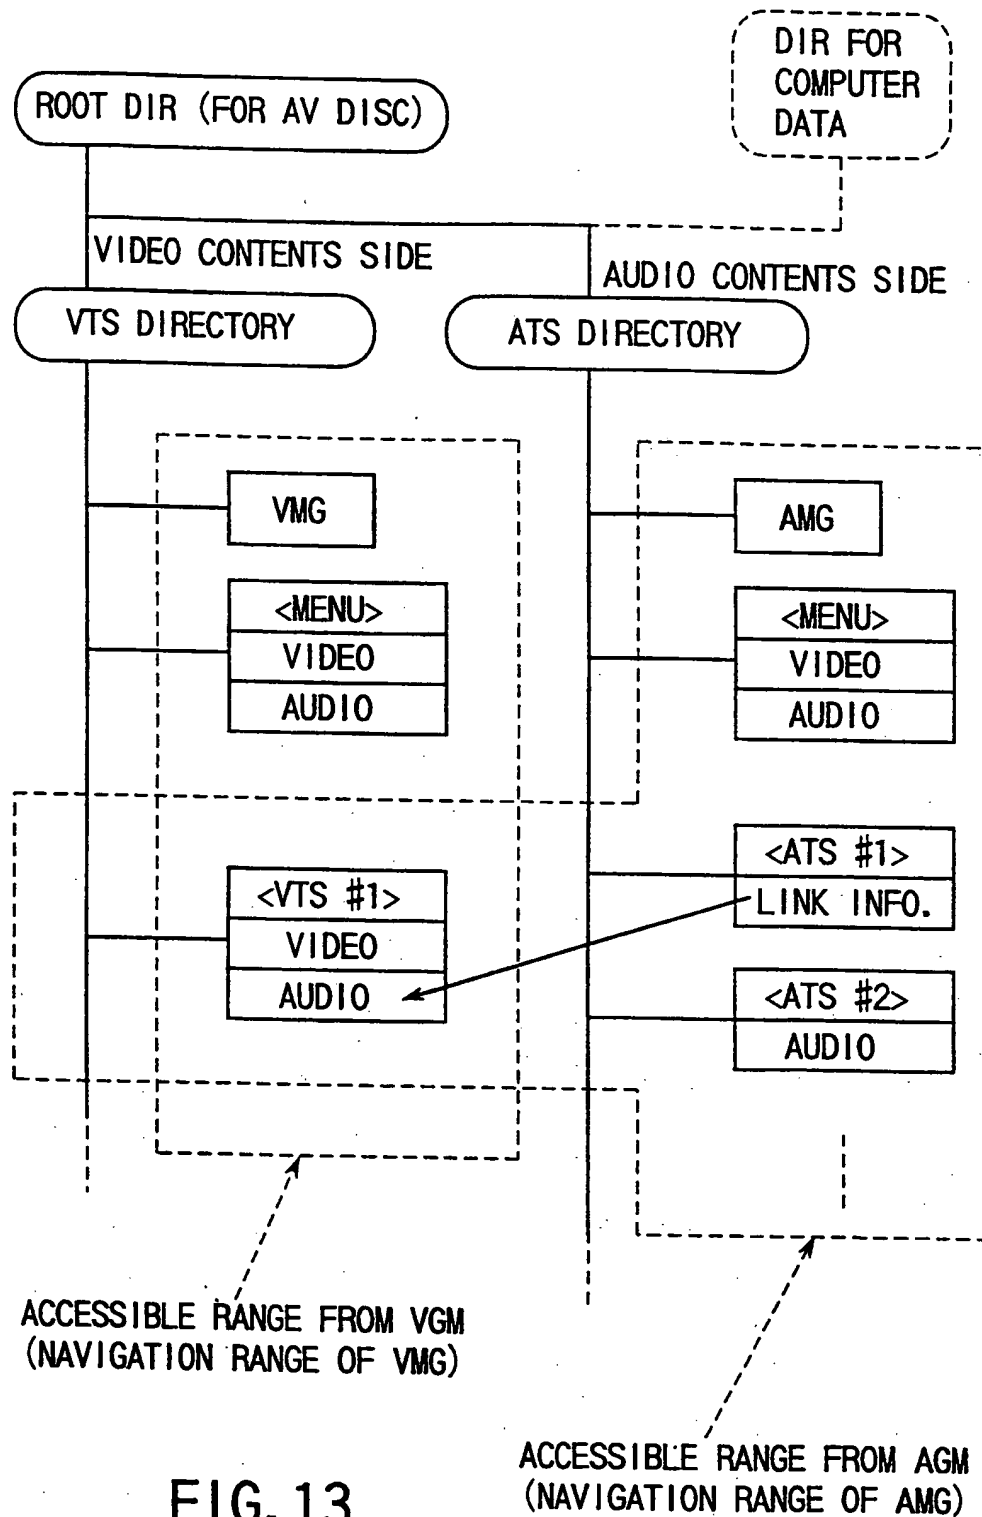 DIR FOR
COMPUTER
DATA
ROOT DIR (FOR AV DISC)
VIDEO CONTENTS SIDE
AUDIO CONTENTS SIDE
VTS DIRECTORY
ATS DIRECTORY
VMG
<MENU>
VIDEO
AUDIO
AMG
<MENU>
VIDEO
AUDIO
<VTS #1>
VIDEO
AUDIO
<ATS #1>
LINK INFO.
<ATS #2>
AUDIO
ACCESSIBLE RANGE FROM VGM
(NAVIGATION RANGE OF VMG)
ACCESSIBLE RANGE FROM AGM
(NAVIGATION RANGE OF AMG)
FIG. 13